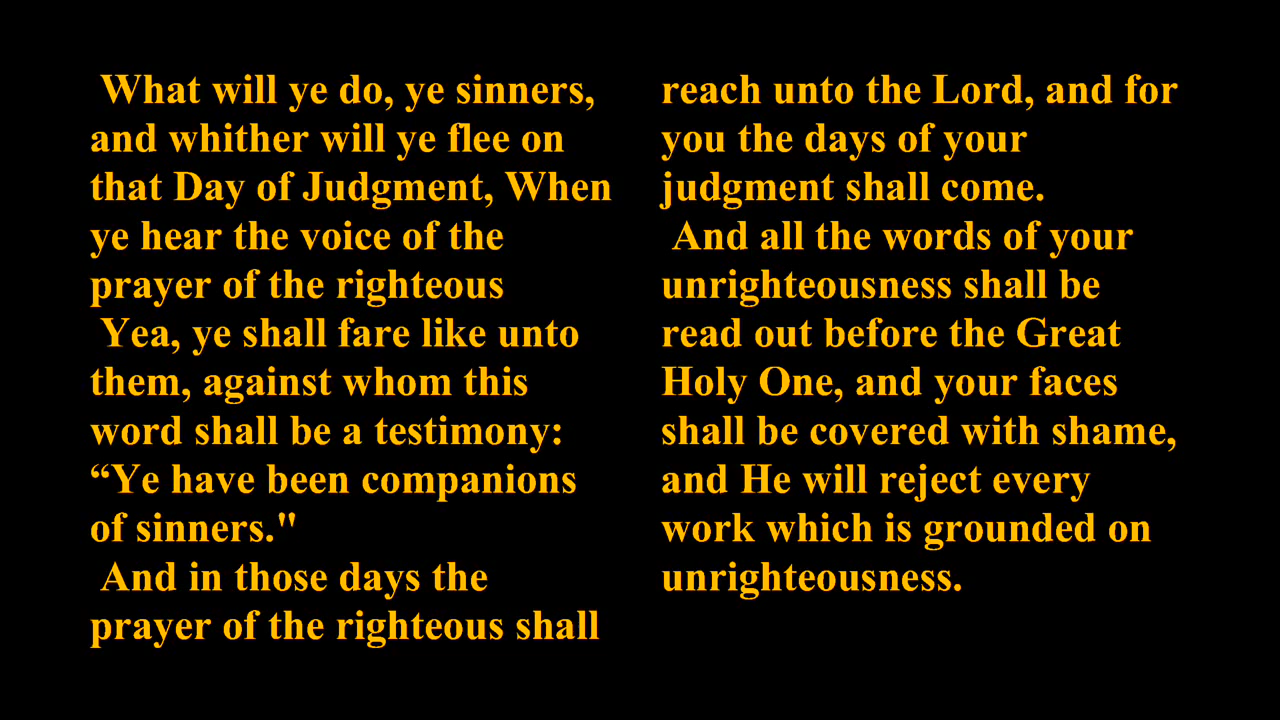 What will ye do, ye sinners,
and whither will ye flee on
that Day of Judgment, When
ye hear the voice of the
prayer of the righteous
Yea, ye shall fare like unto
them, against whom this
word shall be a testimony:
“Ye have been companions
of sinners."
And in those days the
prayer of the righteous shall
reach unto the Lord, and for
you the days of your
judgment shall come.
And all the words of your
unrighteousness shall be
read out before the Great
Holy One, and your faces
shall be covered with shame,
and He will reject every
work which is grounded on
unrighteousness.